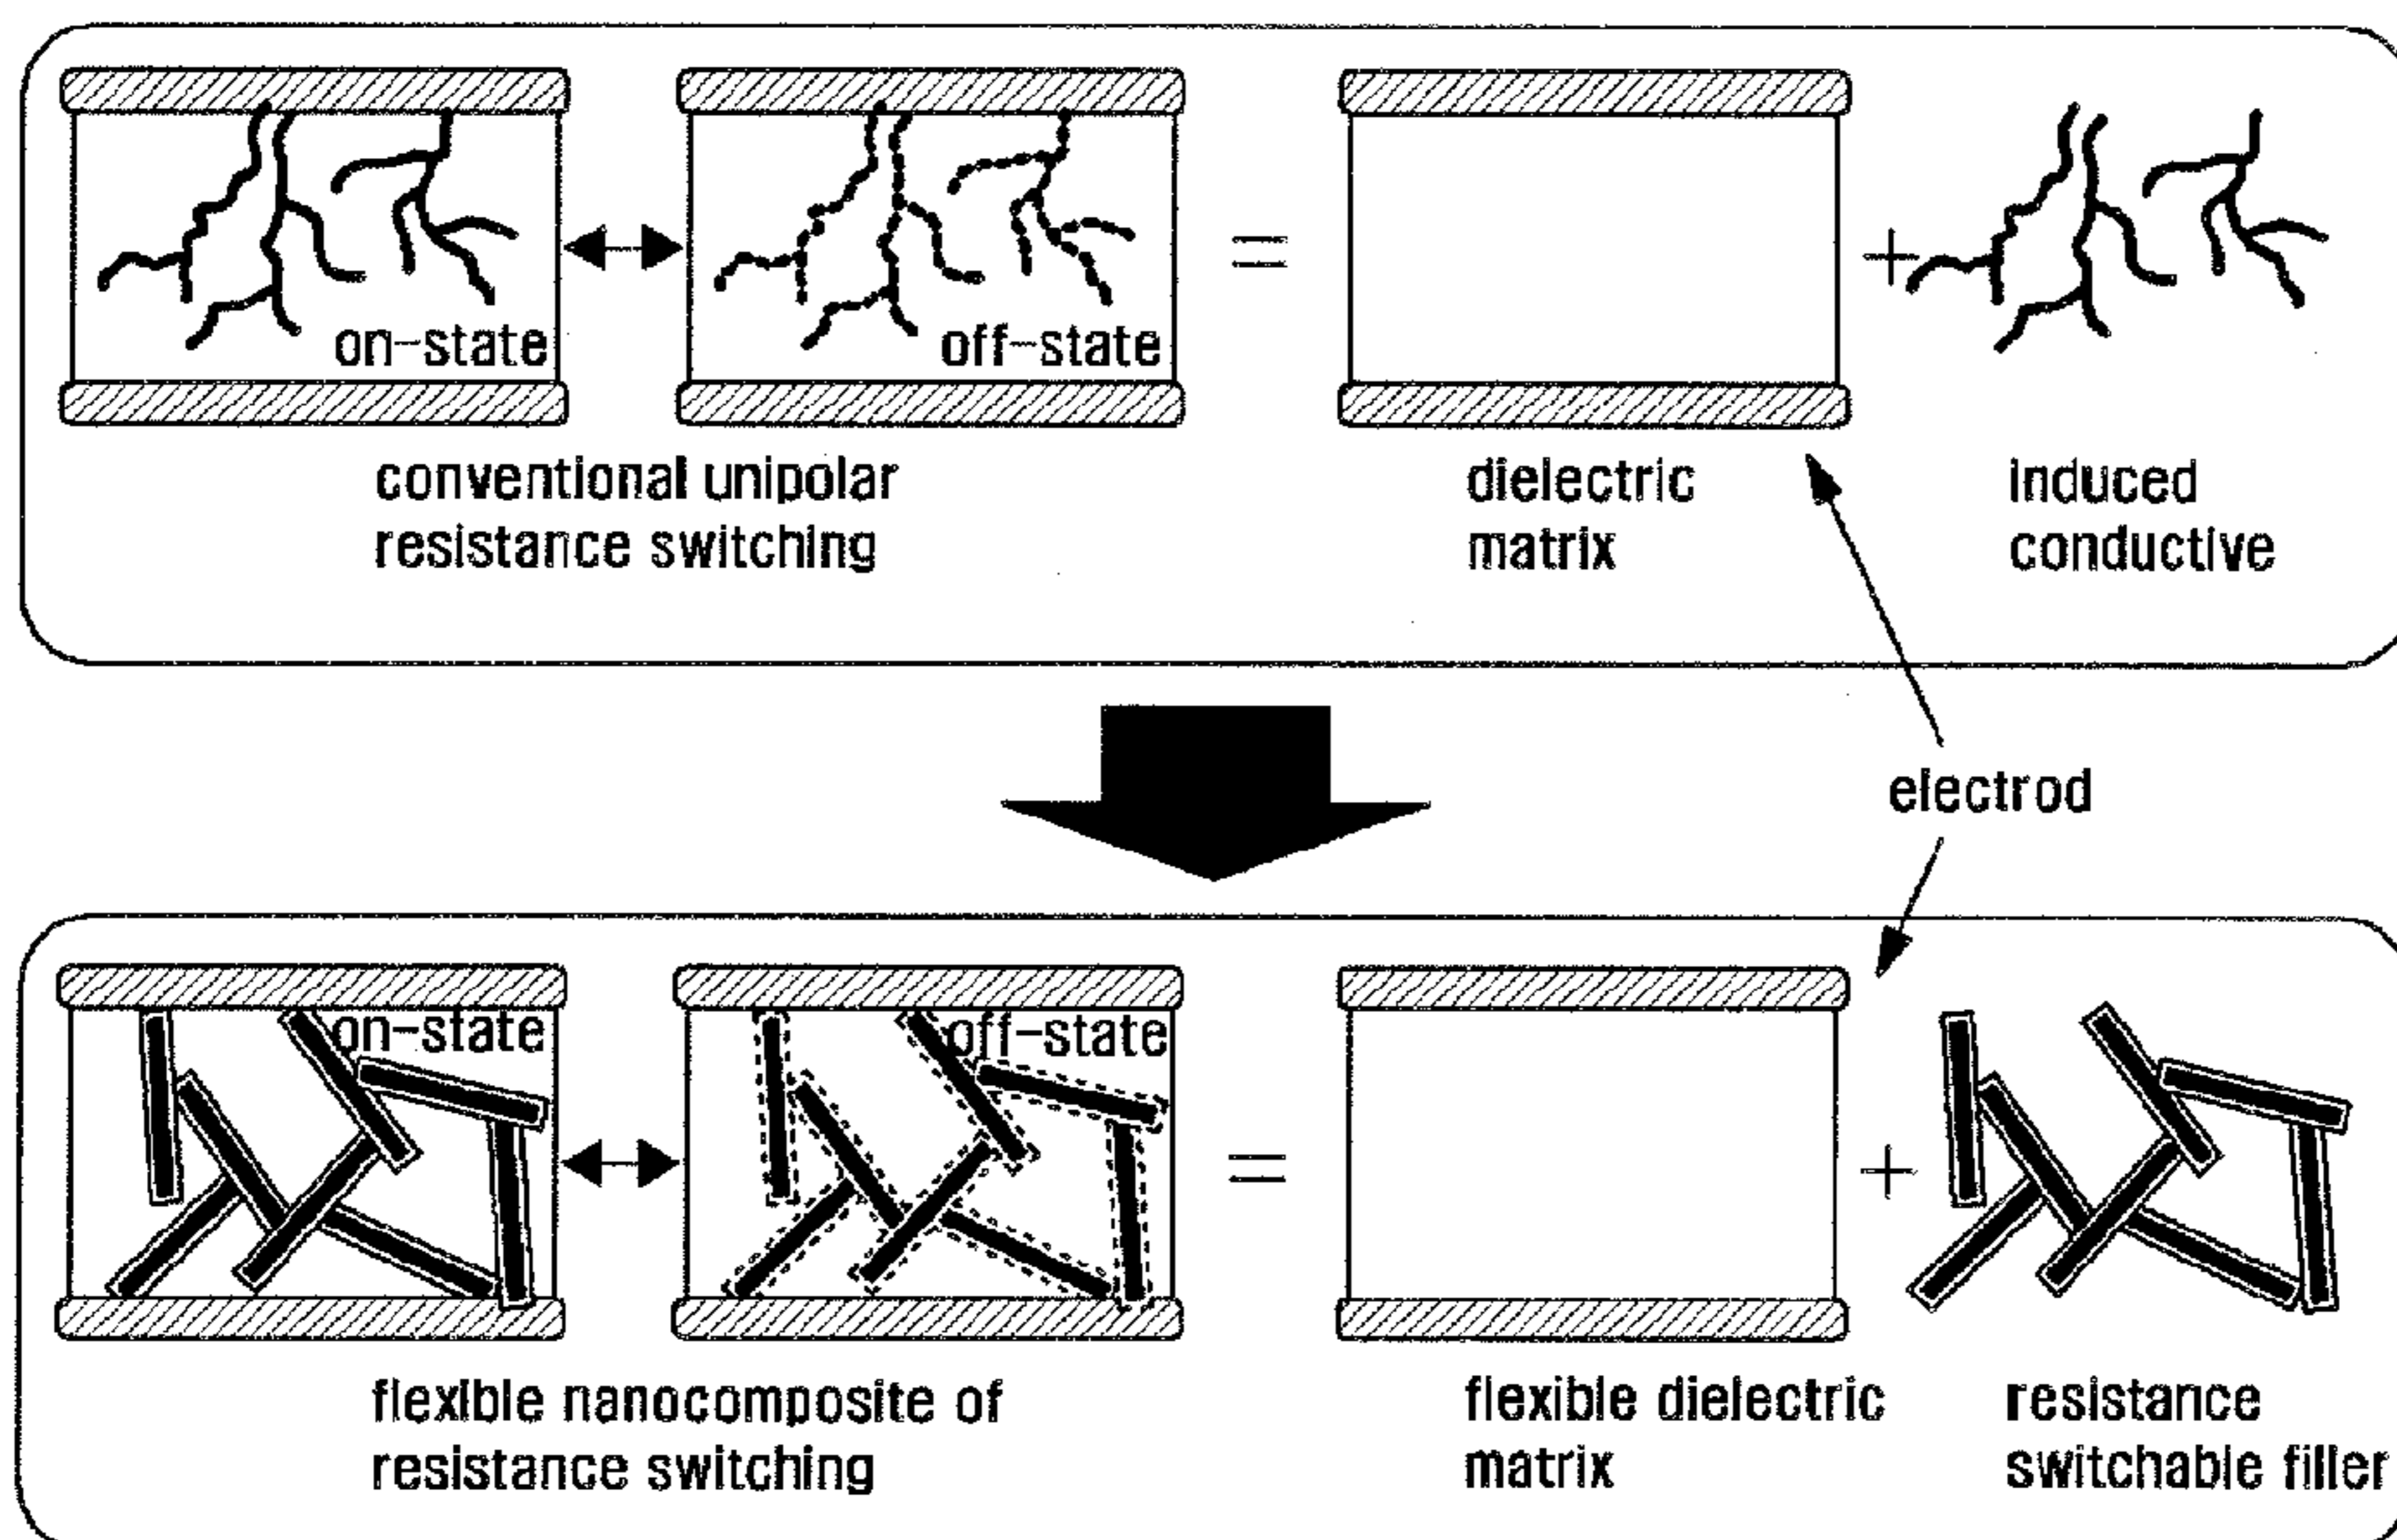 on-state
off-state
=
+
conventional unipolar
resistance switching
dielectric
matrix
induced
conductive
electrod
on-state
off-state
=
+
flexible nanocomposite of
resistance switching
flexible dielectric
matrix
resistance
switchable filler